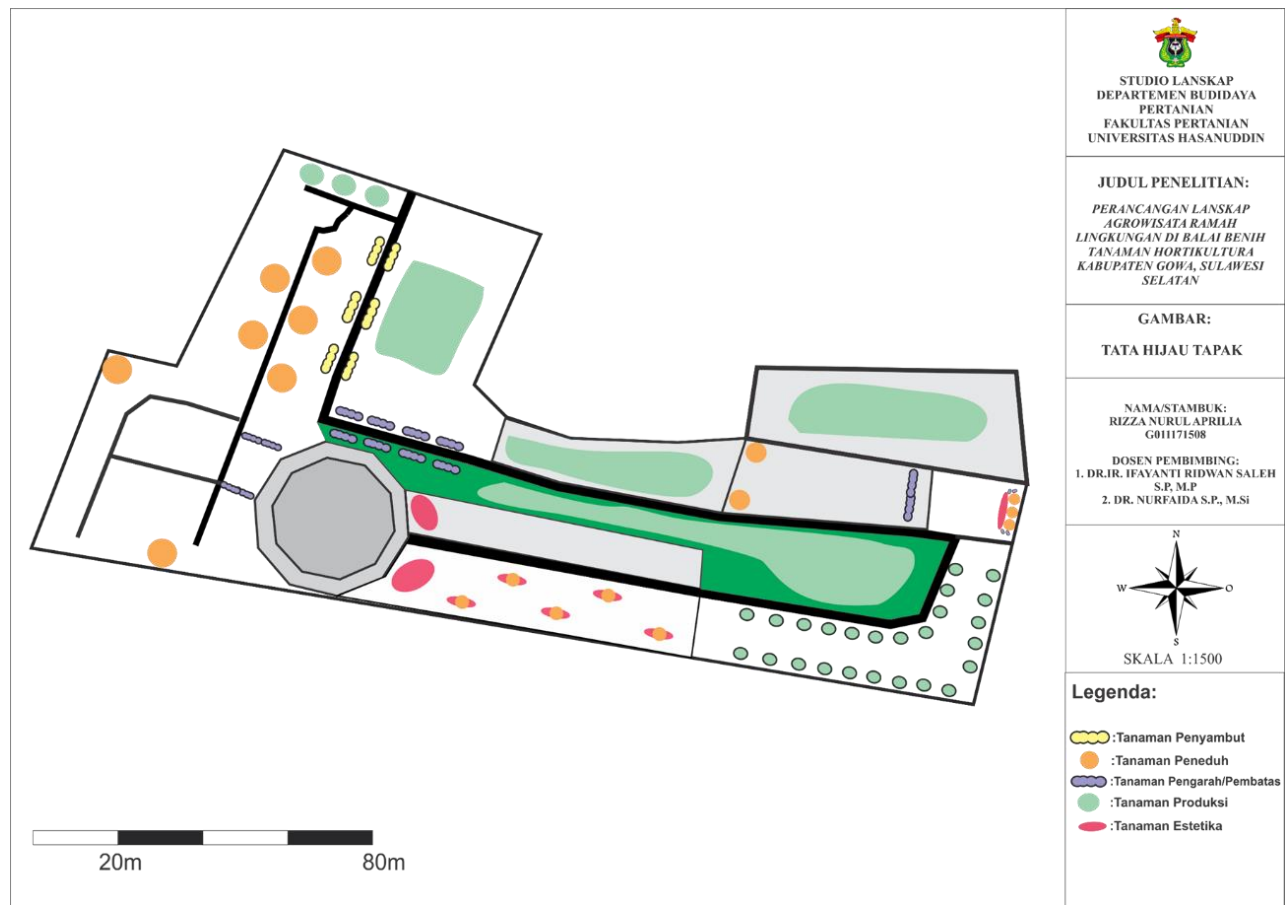 STUDIO LANSKAP
DEPARTEMEN BUDIDAYA
PERTANIAN
FAKULTAS PERTANIAN
UNIVERSITAS HASANUDDIN
JUDUL PENELITIAN:
PERANCANGAN LANSKAP
AGROWISATA RAMAH
LINGKUNGAN DI BALAI BENIH
TANAMAN HORTIKULTURA
KABUPATEN GOWA, SULAWESI
SELATAN
GAMBAR:
TATA HIJAU TAPAK
NAMA/STAMBUK:
RIZZA NURUL APRILIA
G011171508
DOSEN PEMBIMBING:
1. DR.IR. IFAYANTI RIDWAN SALEH
S.P, M.P
2. DR. NURFAIDA S.P., M.Si
N
W
O
S
SKALA 1:1500
Legenda:
:Tanaman Penyambut
:Tanaman Peneduh
:Tanaman Pengarah/Pembatas
:Tanaman Produksi
:Tanaman Estetika
20m
80m